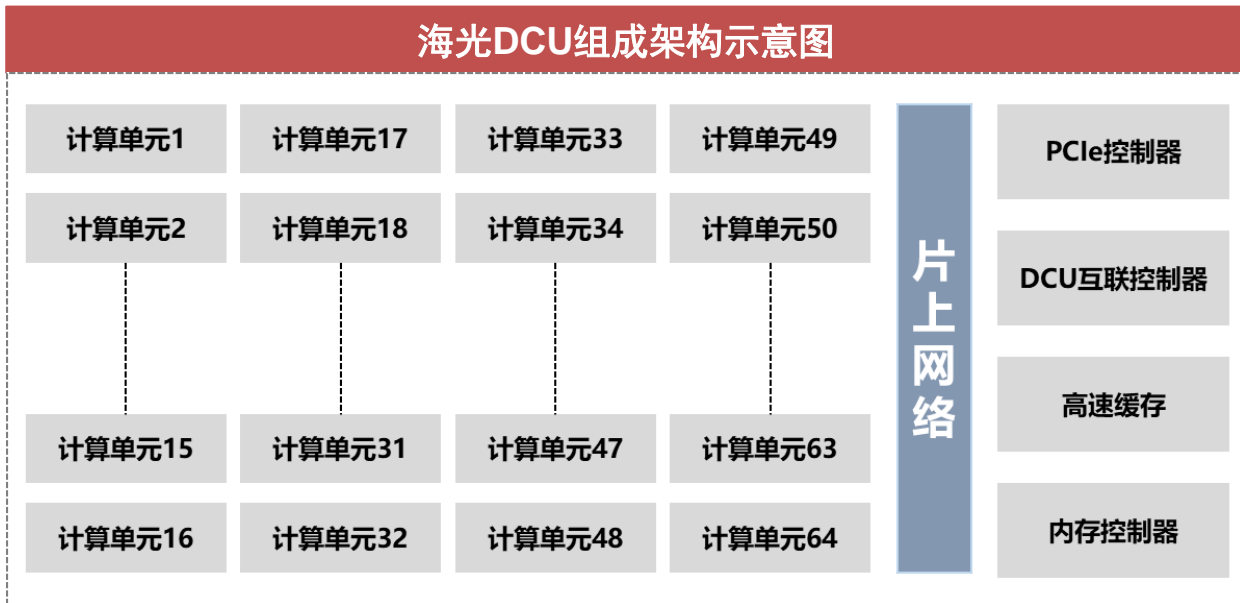 海光DCU组成架构示意图
计算单元1
计算单元17
计算单元33
计算单元49
计算单元2
计算单元18
计算单元34
计算单元50
计算单元15
计算单元31
计算单元47
计算单元63
计算单元16
计算单元32
计算单元48
计算单元64
片上网络
PCIe控制器
DCU互联控制器
高速缓存
内存控制器